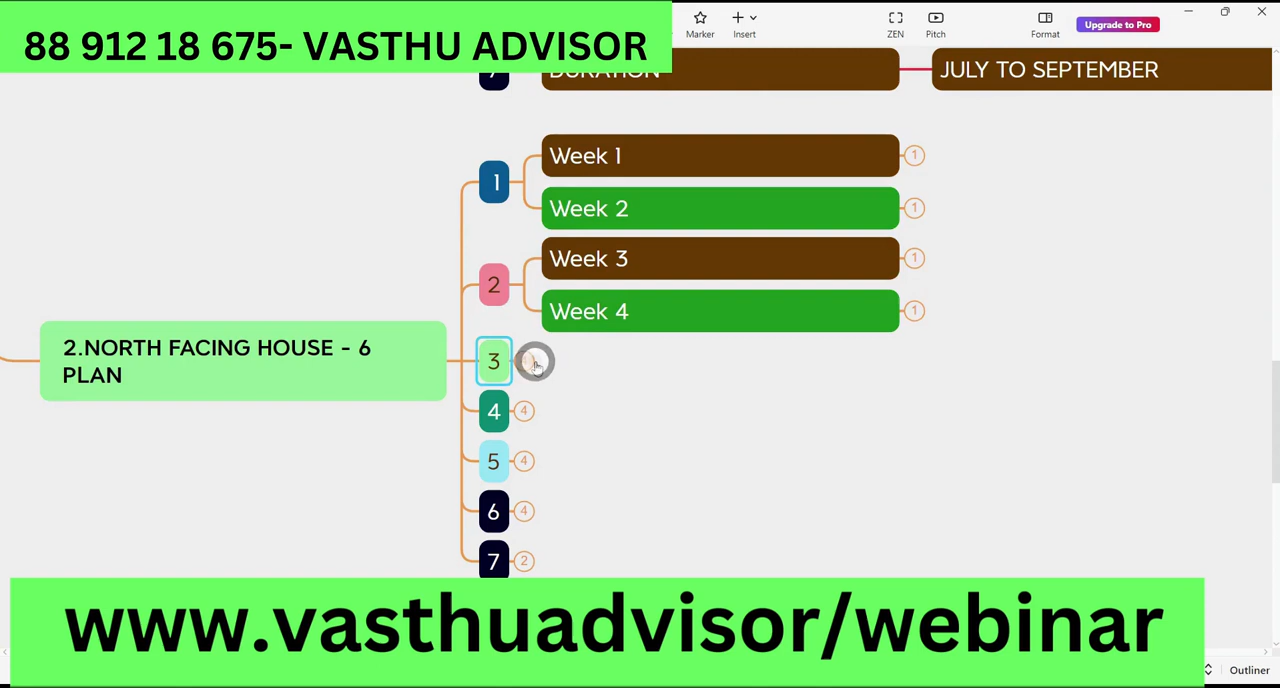 88 912 18 675- VASTHU ADVISOR
Marker
Insert
ZEN
Pitch
Format
Upgrade to Pro
DURATION
JULY TO SEPTEMBER
1
Week 1
1
Week 2
1
2
Week 3
1
Week 4
1
2.NORTH FACING HOUSE - 6
PLAN
3
4
4
5
4
6
4
7
2
www.vasthuadvisor/webinar
Outliner